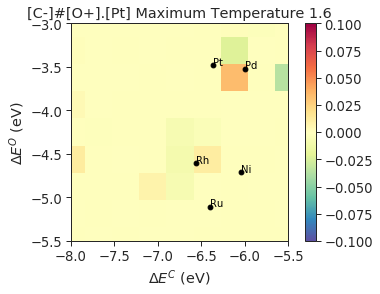 [C-]#[O+].[Pt] Maximum Temperature 1.6
−3.0
−3.5
−4.0
−4.5
−5.0
−5.5
ΔE^O (eV)
Pt
Pd
Rh
Ni
Ru
−8.0 −7.5 −7.0 −6.5 −6.0 −5.5
ΔE^C (eV)
0.100
0.075
0.050
0.025
0.000
−0.025
−0.050
−0.075
−0.100